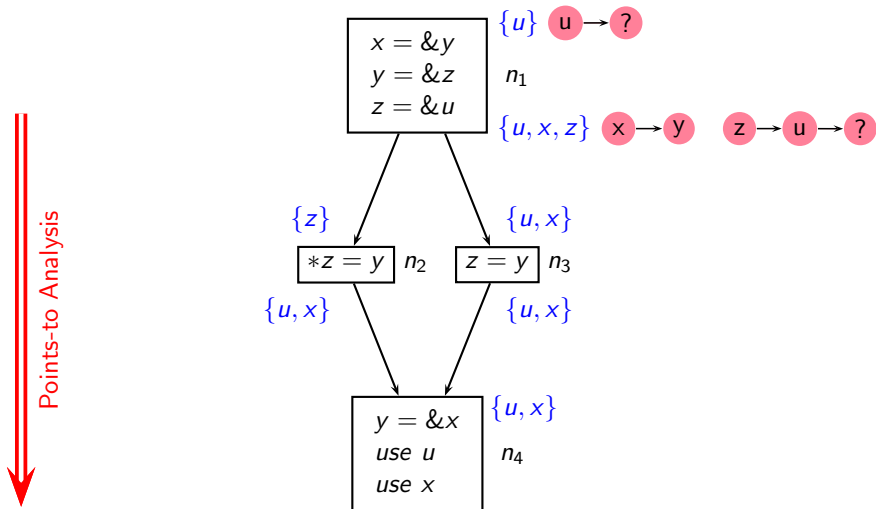 {u} u ?
x = &y
y = &z n1
z = &u
{u, x, z} x y z u ?
{z} {u, x}
*z = y n2 z = y n3
{u, x} {u, x}
Points-to Analysis
{u, x}
y = &x
use u n4
use x